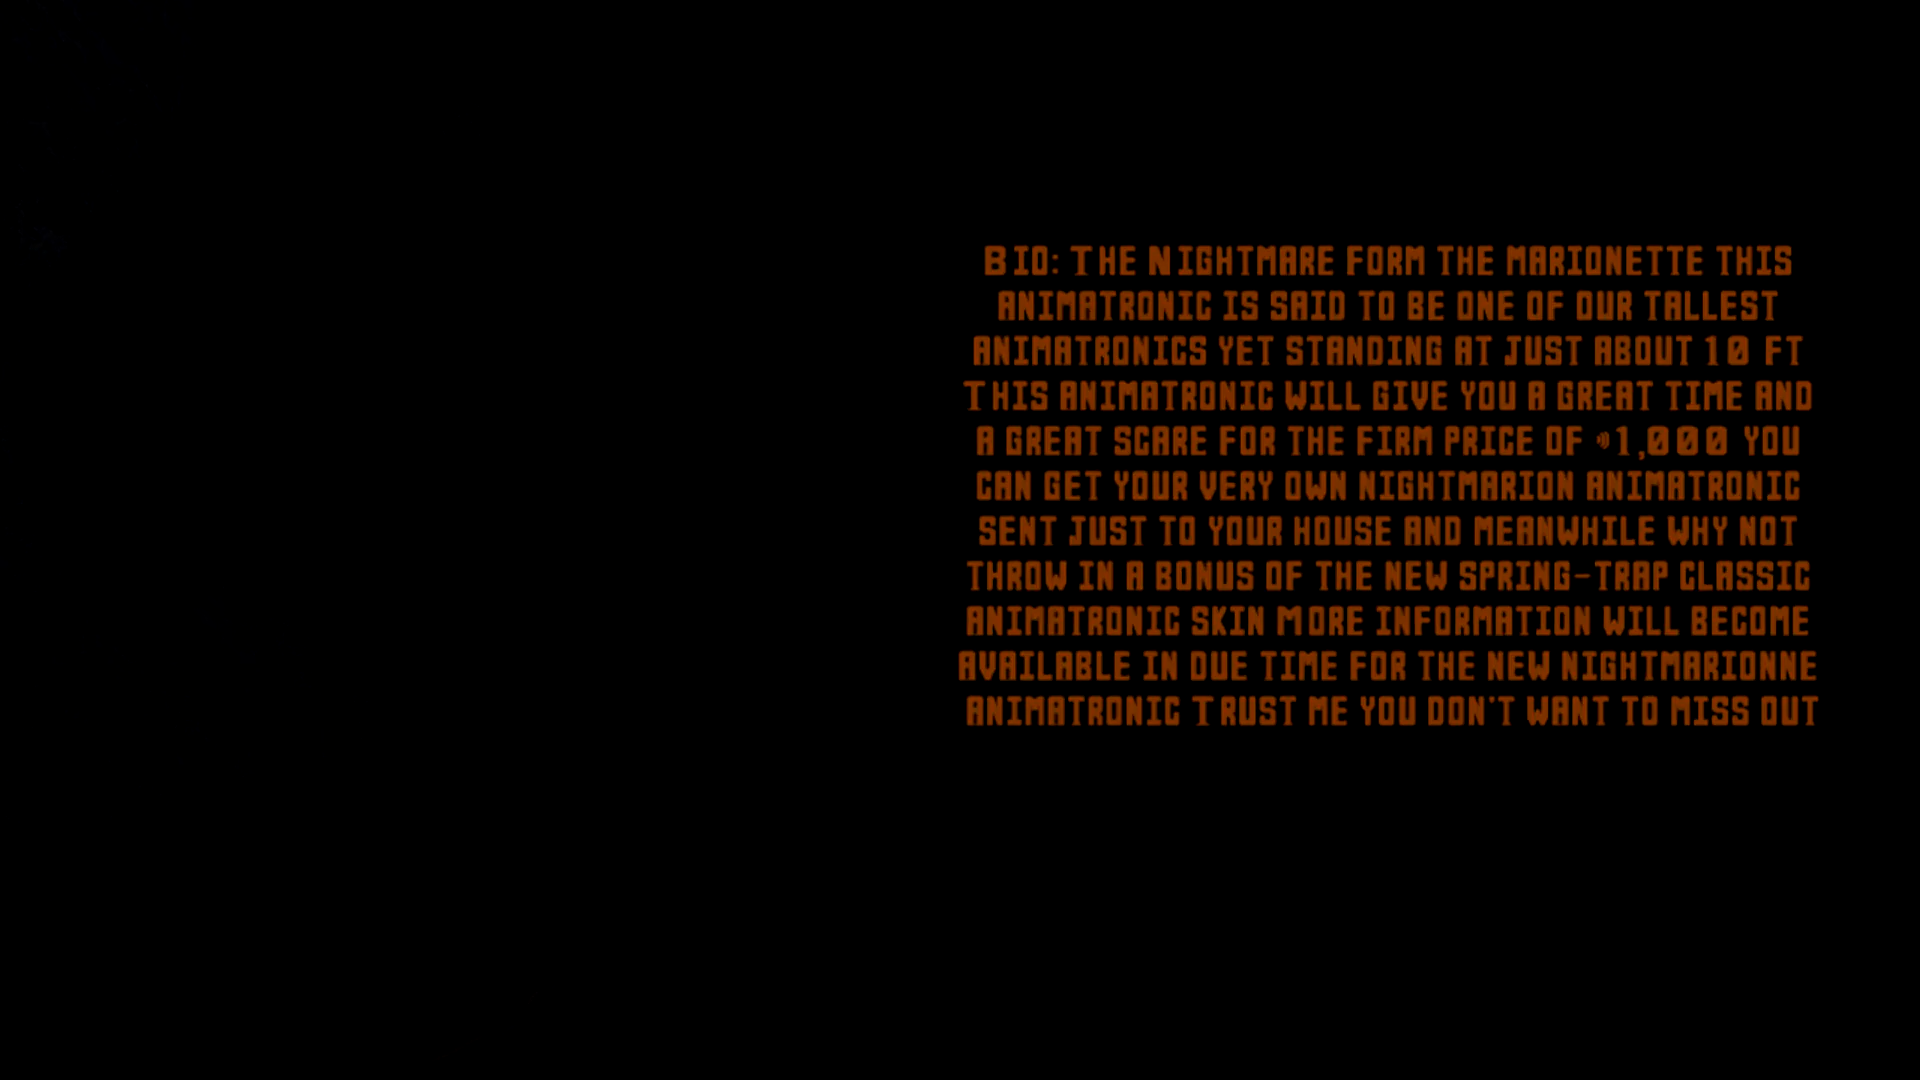 BIO: THE NIGHTMARE FORM THE MARIONETTE THIS
ANIMATRONIC IS SAID TO BE ONE OF OUR TALLEST
ANIMATRONICS YET STANDING AT JUST ABOUT 10 FT
THIS ANIMATRONIC WILL GIVE YOU A GREAT TIME AND
A GREAT SCARE FOR THE FIRM PRICE OF 1,000 YOU
CAN GET YOUR VERY OWN NIGHTMARION ANIMATRONIC
SENT JUST TO YOUR HOUSE AND MEANWHILE WHY NOT
THROW IN A BONUS OF THE NEW SPRING-TRAP CLASSIC
ANIMATRONIC SKIN MORE INFORMATION WILL BECOME
AVAILABLE IN DUE TIME FOR THE NEW NIGHTMARIONNE
ANIMATRONIC TRUST ME YOU DON'T WANT TO MISS OUT